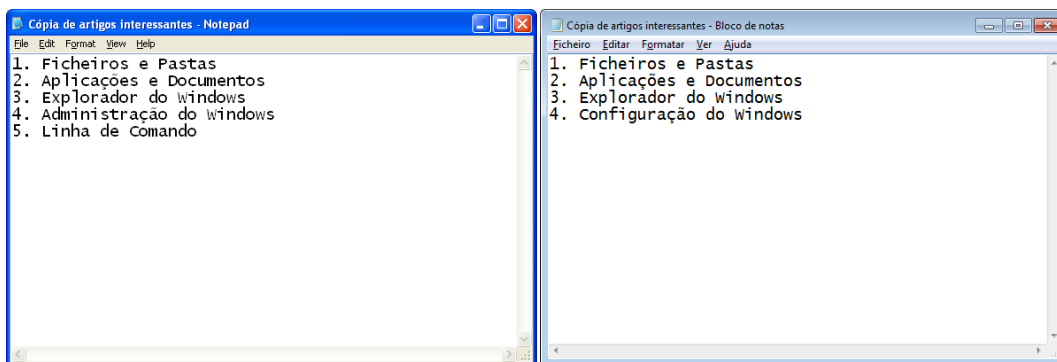 Cópia de artigos interessantes - Notepad
File Edit Format View Help
1. Ficheiros e Pastas
2. Aplicações e Documentos
3. Explorador do Windows
4. Administração do Windows
5. Linha de Comando
Cópia de artigos interessantes - Bloco de notas
Ficheiro Editar Formatar Ver Ajuda
1. Ficheiros e Pastas
2. Aplicações e Documentos
3. Explorador do Windows
4. Configuração do Windows